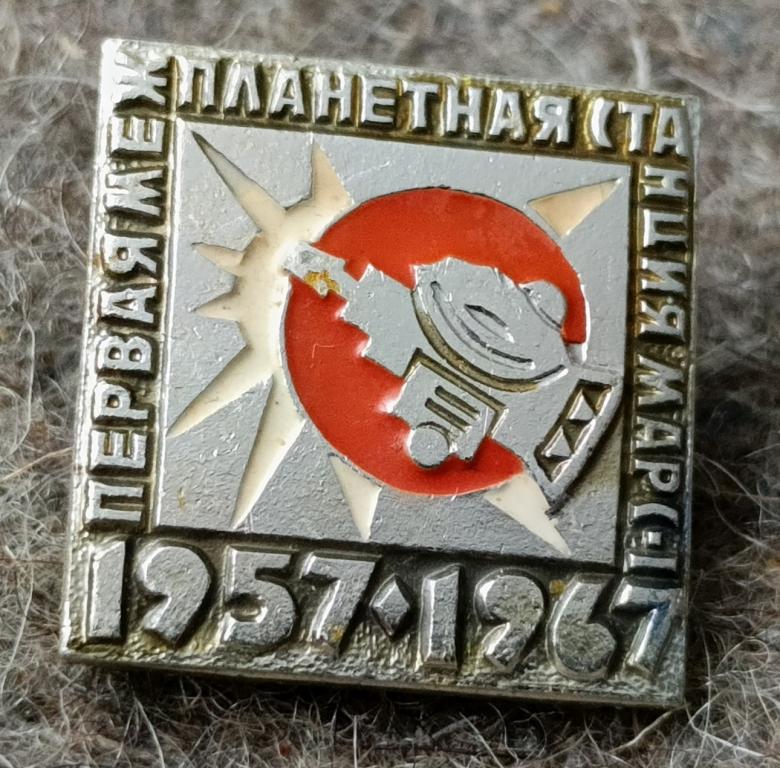 ПЕРВАЯ МЕЖ
ПЛАНЕТНАЯ СТА
НЦИЯ МАРС-1
1957◊1967